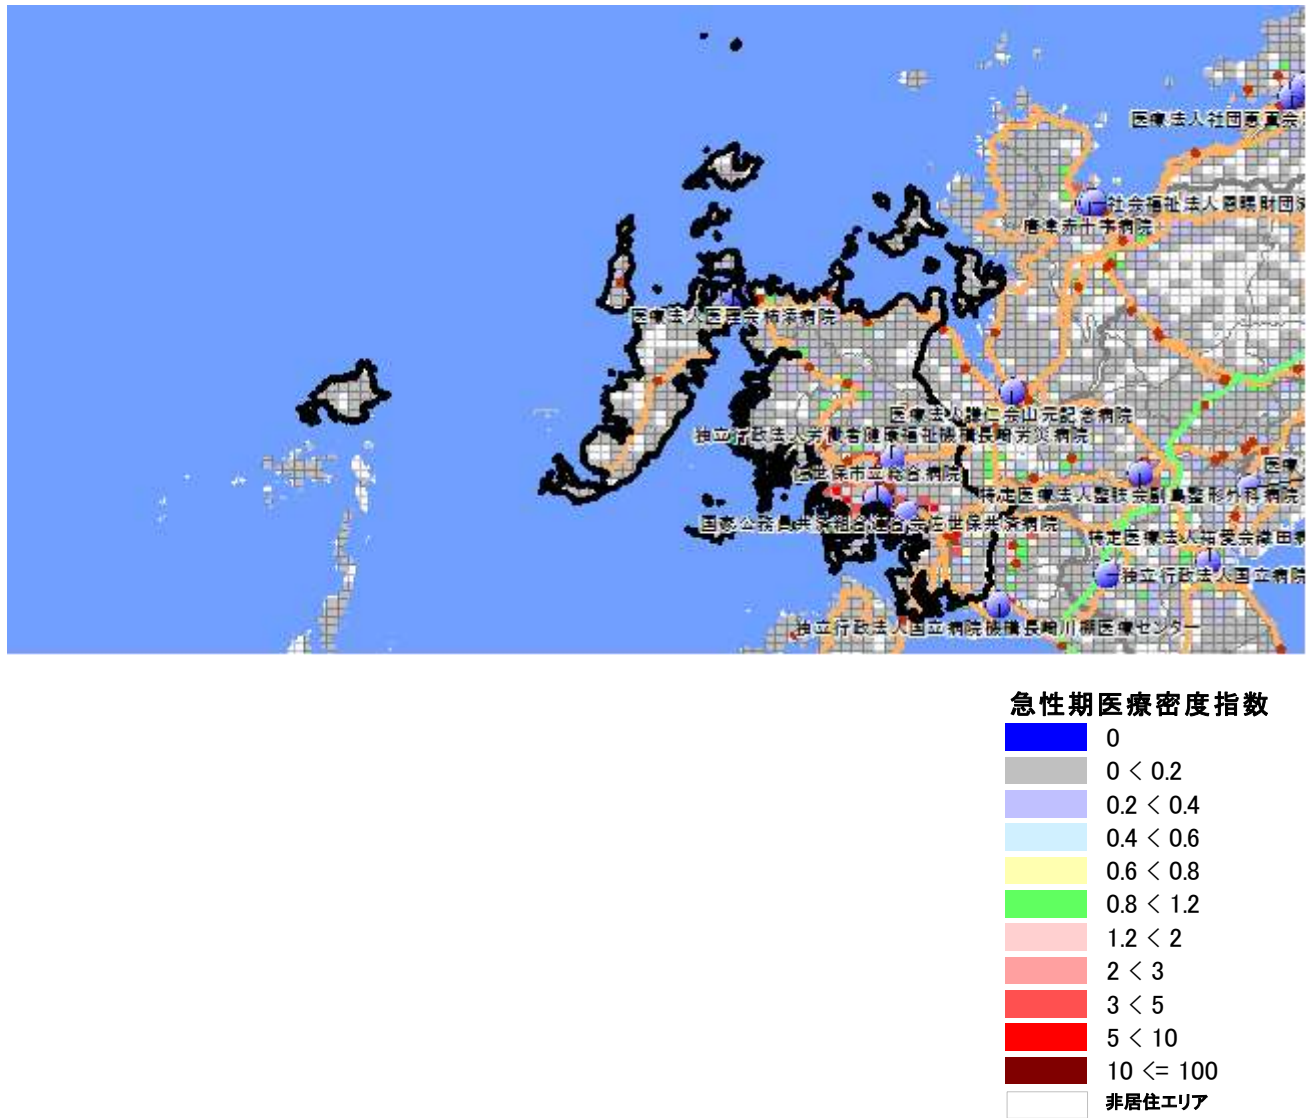 医療法人社団恵真会
社会福祉法人恩賜財団済
唐津赤十字病院
医療法人医理会柿添病院
医療法人謙仁会山元記念病院
独立行政法人労働者健康福祉機構長崎労災病院
佐世保市立総合病院
医療
特定医療法人整肢会副島整形外科病院
国家公務員共済組合連合会佐世保共済病院
特定医療法人祐愛会織田病
独立行政法人国立病院
独立行政法人国立病院機構長崎川棚医療センター
急性期医療密度指数
0
0 < 0.2
0.2 < 0.4
0.4 < 0.6
0.6 < 0.8
0.8 < 1.2
1.2 < 2
2 < 3
3 < 5
5 < 10
10 <= 100
非居住エリア